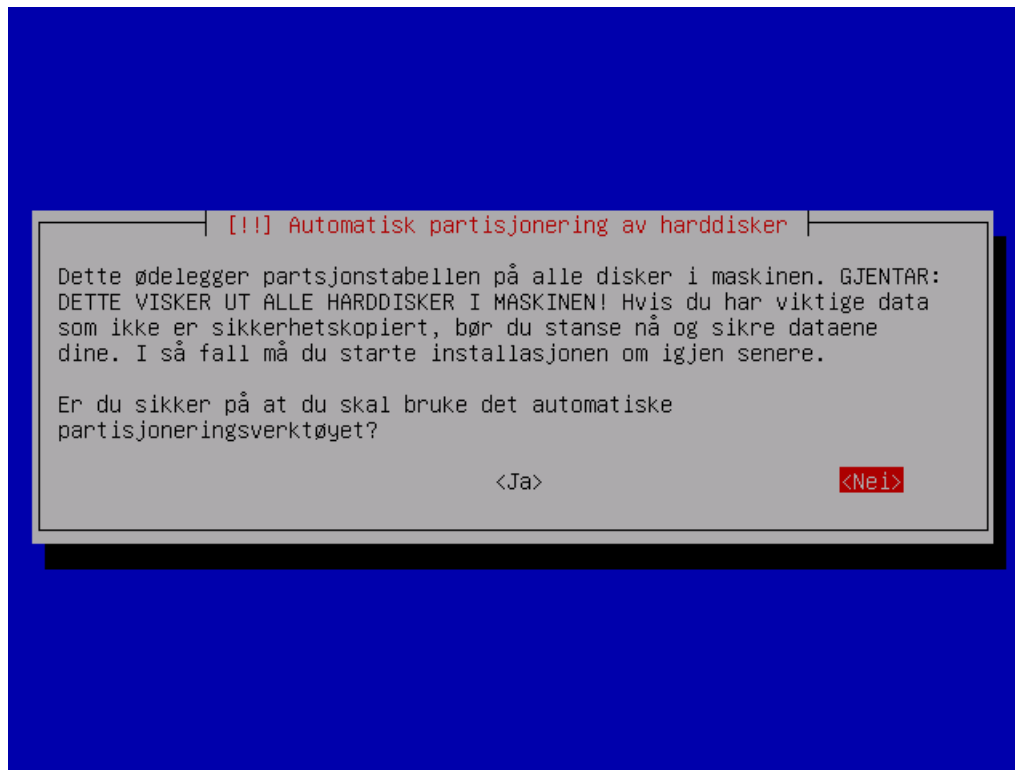 [!!] Automatisk partisjonering av harddisker
Dette ødelegger partsjonstabellen på alle disker i maskinen. GJENTAR:
DETTE VISKER UT ALLE HARDDISKER I MASKINEN! Hvis du har viktige data
som ikke er sikkerhetskopiert, bør du stanse nå og sikre dataene
dine. I så fall må du starte installasjonen om igjen senere.
Er du sikker på at du skal bruke det automatiske
partisjoneringsverktøyet?
<Ja> <Nei>